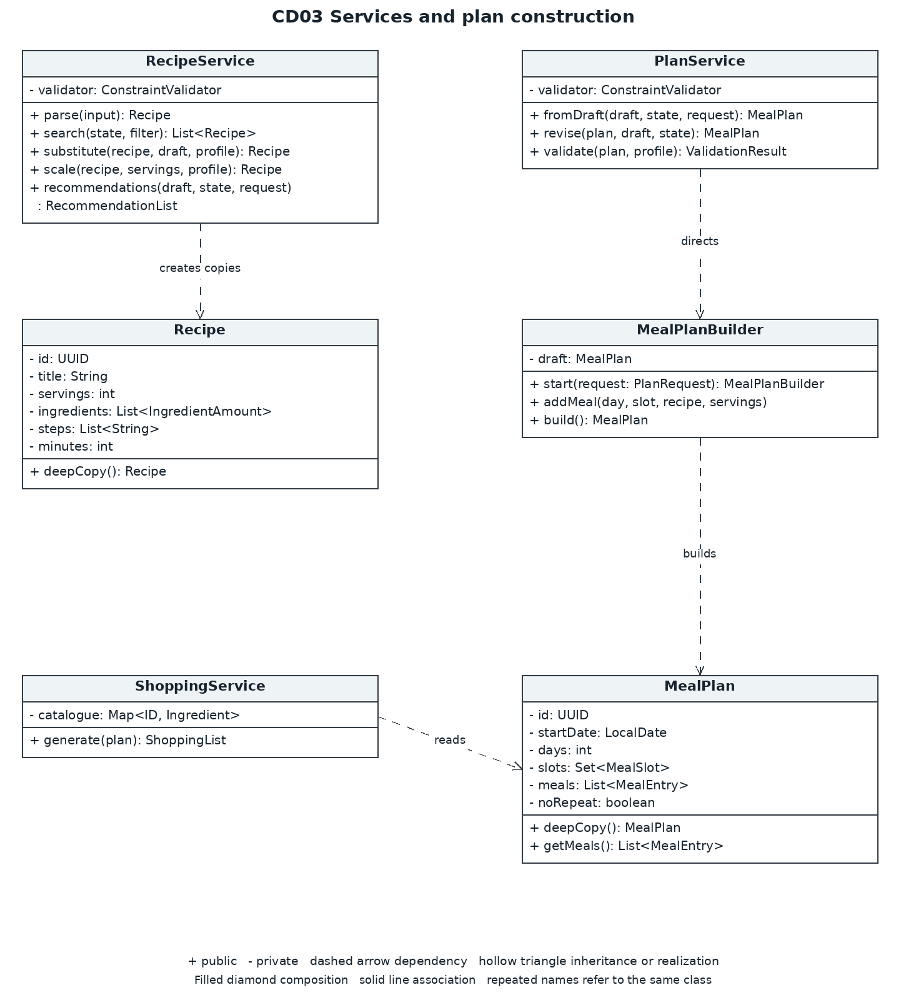 CD03 Services and plan construction
RecipeService
- validator: ConstraintValidator
+ parse(input): Recipe
+ search(state, filter): List<Recipe>
+ substitute(recipe, draft, profile): Recipe
+ scale(recipe, servings, profile): Recipe
+ recommendations(draft, state, request)
: RecommendationList
PlanService
- validator: ConstraintValidator
+ fromDraft(draft, state, request): MealPlan
+ revise(plan, draft, state): MealPlan
+ validate(plan, profile): ValidationResult
creates copies
directs
Recipe
- id: UUID
- title: String
- servings: int
- ingredients: List<IngredientAmount>
- steps: List<String>
- minutes: int
+ deepCopy(): Recipe
MealPlanBuilder
- draft: MealPlan
+ start(request: PlanRequest): MealPlanBuilder
+ addMeal(day, slot, recipe, servings)
+ build(): MealPlan
builds
ShoppingService
- catalogue: Map<ID, Ingredient>
+ generate(plan): ShoppingList
reads
MealPlan
- id: UUID
- startDate: LocalDate
- days: int
- slots: Set<MealSlot>
- meals: List<MealEntry>
- noRepeat: boolean
+ deepCopy(): MealPlan
+ getMeals(): List<MealEntry>
+ public - private dashed arrow dependency hollow triangle inheritance or realization
Filled diamond composition solid line association repeated names refer to the same class